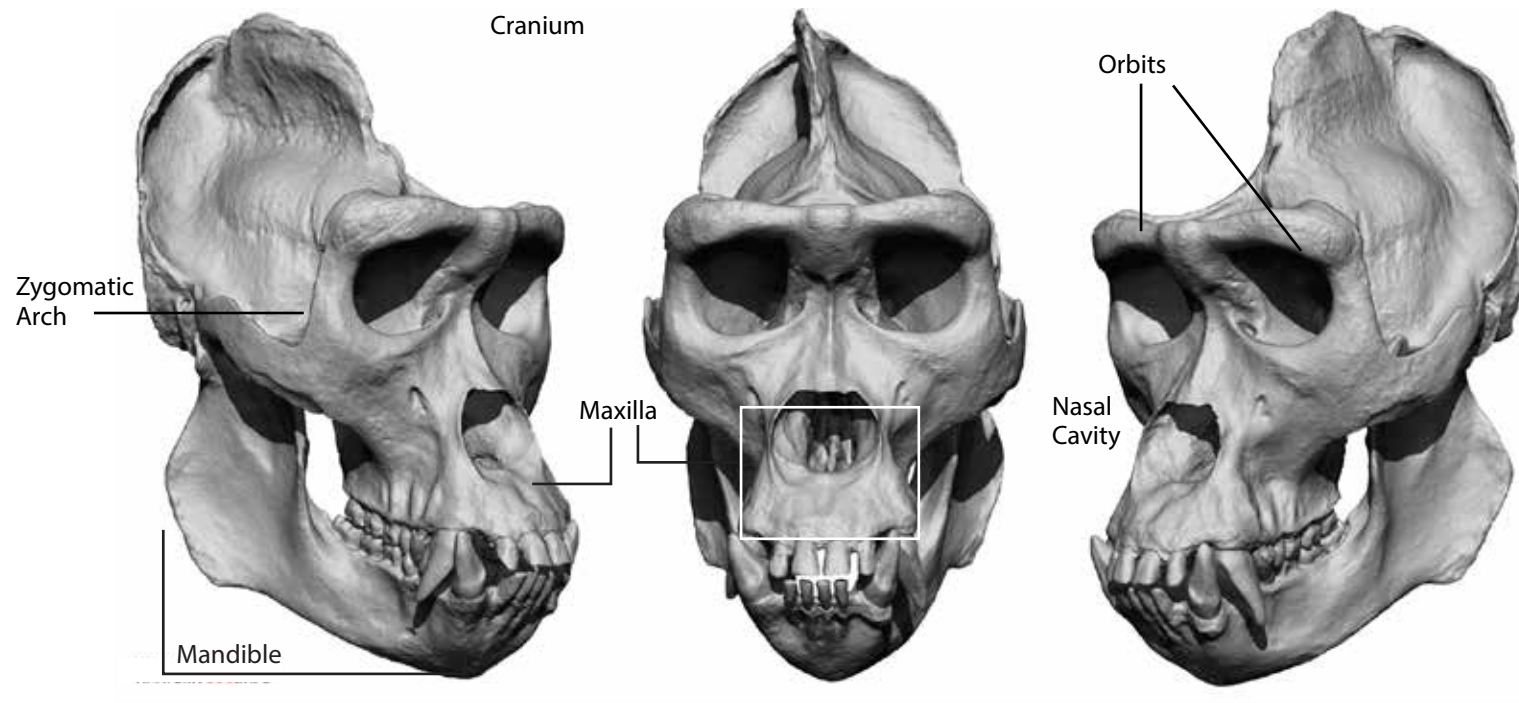 Cranium
Orbits
Zygomatic
Arch
Maxilla
Nasal
Cavity
Mandible